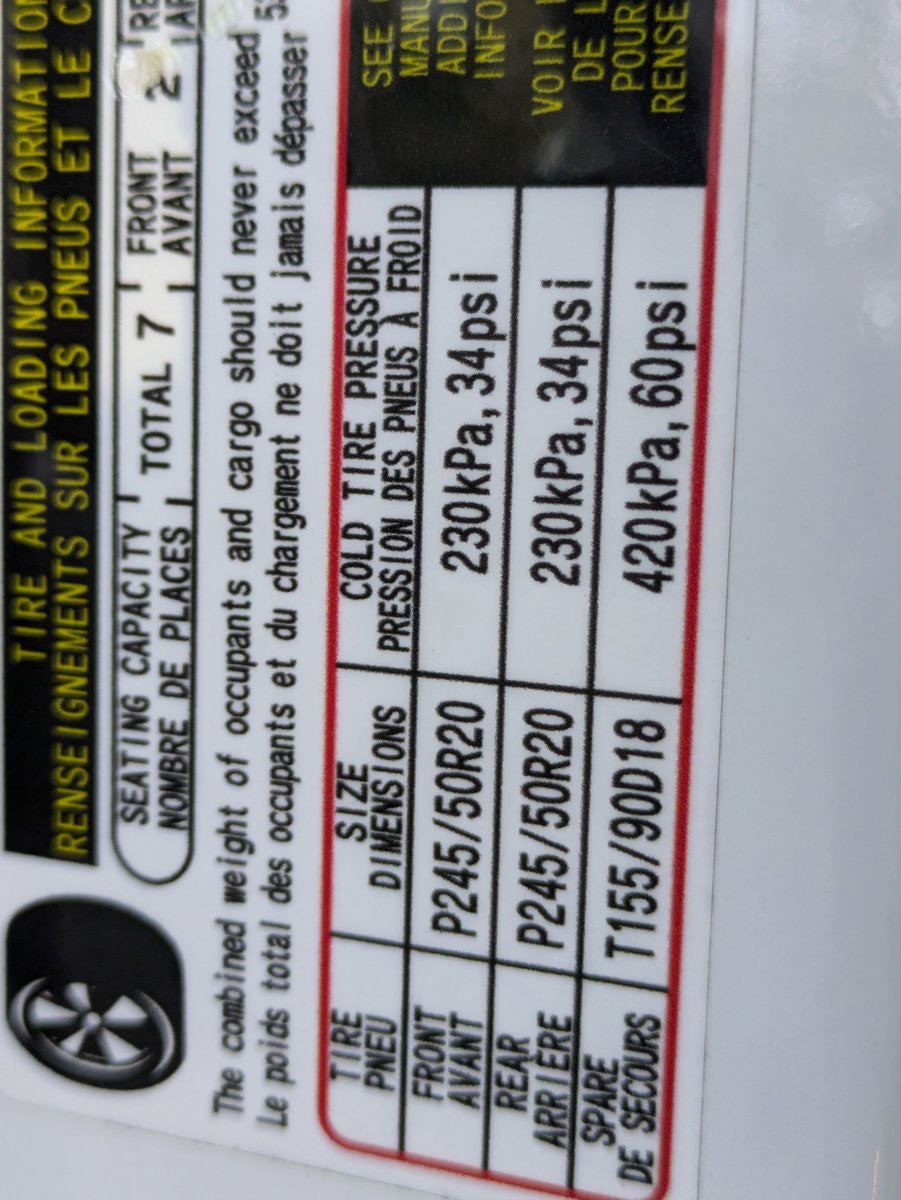 TIRE AND LOADING INFORMATION
RENSEIGNEMENTS SUR LES PNEUS ET LE
SEATING CAPACITY
NOMBRE DE PLACES
TOTAL 7
FRONT
AVANT
2
The combined weight of occupants and cargo should never exceed
Le poids total des occupants et du chargement ne doit jamais dépasser
TIRE
PNEU
SIZE
DIMENSIONS
COLD TIRE PRESSURE
PRESSION DES PNEUS À FROID
SEE
FRONT
AVANT
P245/50R20
230kPa, 34psi
REAR
ARRIÈRE
P245/50R20
230kPa, 34psi
VOIR
DE
SPARE
DE SECOURS
T155/90D18
420kPa, 60psi
POUR